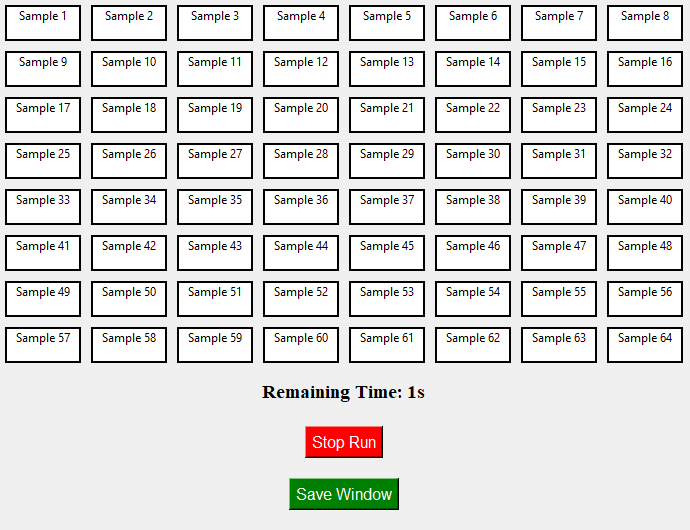 Sample 1 Sample 2 Sample 3 Sample 4 Sample 5 Sample 6 Sample 7 Sample 8
Sample 9 Sample 10 Sample 11 Sample 12 Sample 13 Sample 14 Sample 15 Sample 16
Sample 17 Sample 18 Sample 19 Sample 20 Sample 21 Sample 22 Sample 23 Sample 24
Sample 25 Sample 26 Sample 27 Sample 28 Sample 29 Sample 30 Sample 31 Sample 32
Sample 33 Sample 34 Sample 35 Sample 36 Sample 37 Sample 38 Sample 39 Sample 40
Sample 41 Sample 42 Sample 43 Sample 44 Sample 45 Sample 46 Sample 47 Sample 48
Sample 49 Sample 50 Sample 51 Sample 52 Sample 53 Sample 54 Sample 55 Sample 56
Sample 57 Sample 58 Sample 59 Sample 60 Sample 61 Sample 62 Sample 63 Sample 64
Remaining Time: 1s
Stop Run
Save Window